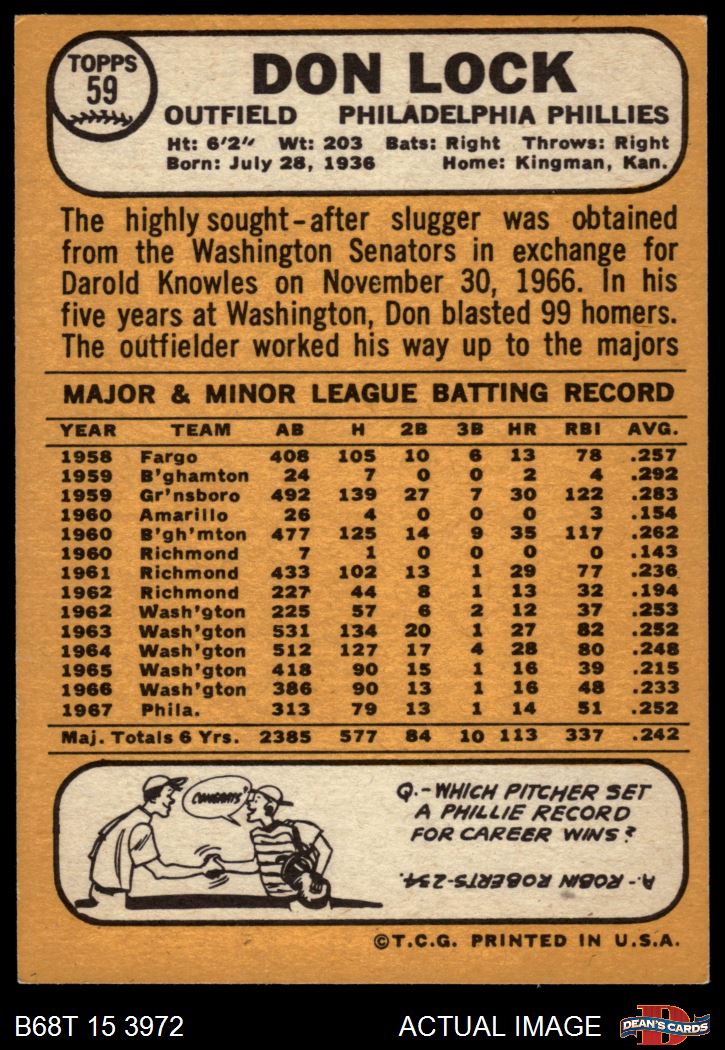 TOPPS
59
DON LOCK
OUTFIELD PHILADELPHIA PHILLIES
Ht: 6'2" Wt: 203 Bats: Right Throws: Right
Born: July 28, 1936 Home: Kingman, Kan.
The highly sought-after slugger was obtained
from the Washington Senators in exchange for
Darold Knowles on November 30, 1966. In his
five years at Washington, Don blasted 99 homers.
The outfielder worked his way up to the majors
MAJOR & MINOR LEAGUE BATTING RECORD
YEAR TEAM AB H 2B 3B HR RBI AVG.
1958 Fargo 408 105 10 6 13 78 .257
1959 B'ghamton 24 7 0 0 2 4 .292
1959 Gr'nsboro 492 139 27 7 30 122 .283
1960 Amarillo 26 4 0 0 0 3 .154
1960 B'gh'mton 477 125 14 9 35 117 .262
1960 Richmond 7 1 0 0 0 0 .143
1961 Richmond 433 102 13 1 29 77 .236
1962 Richmond 227 44 8 1 13 32 .194
1962 Wash'gton 225 57 6 2 12 37 .253
1963 Wash'gton 531 134 20 1 27 82 .252
1964 Wash'gton 512 127 17 4 28 80 .248
1965 Wash'gton 418 90 15 1 16 39 .215
1966 Wash'gton 386 90 13 1 16 48 .233
1967 Phila. 313 79 13 1 14 51 .252
Maj. Totals 6 Yrs. 2385 577 84 10 113 337 .242
CONGRATS'
Q.-WHICH PITCHER SET
A PHILLIE RECORD
FOR CAREER WINS?
A.-ROBIN ROBERTS-234.
©T.C.G. PRINTED IN U.S.A.
B68T 15 3972 ACTUAL IMAGE D DEAN'S CARDS